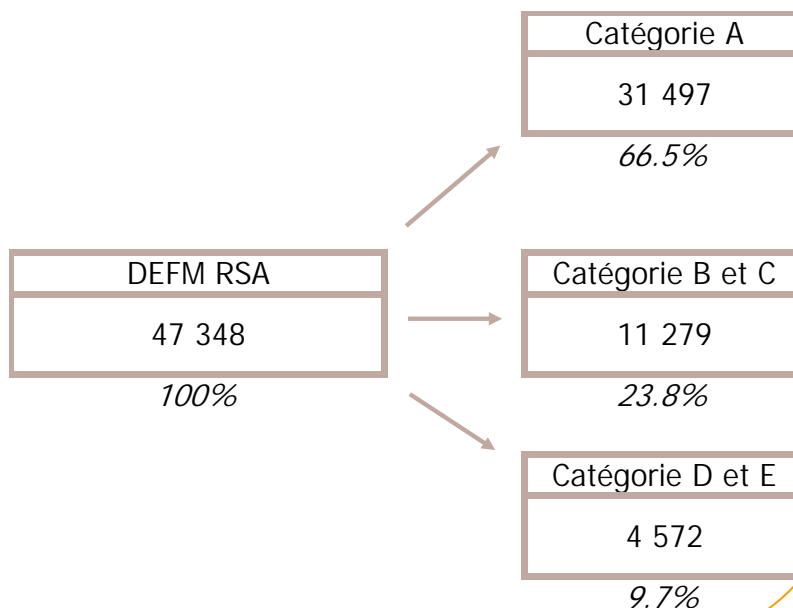 Catégorie A
31 497
66.5%
DEFM RSA
47 348
100%
Catégorie B et C
11 279
23.8%
Catégorie D et E
4 572
9.7%